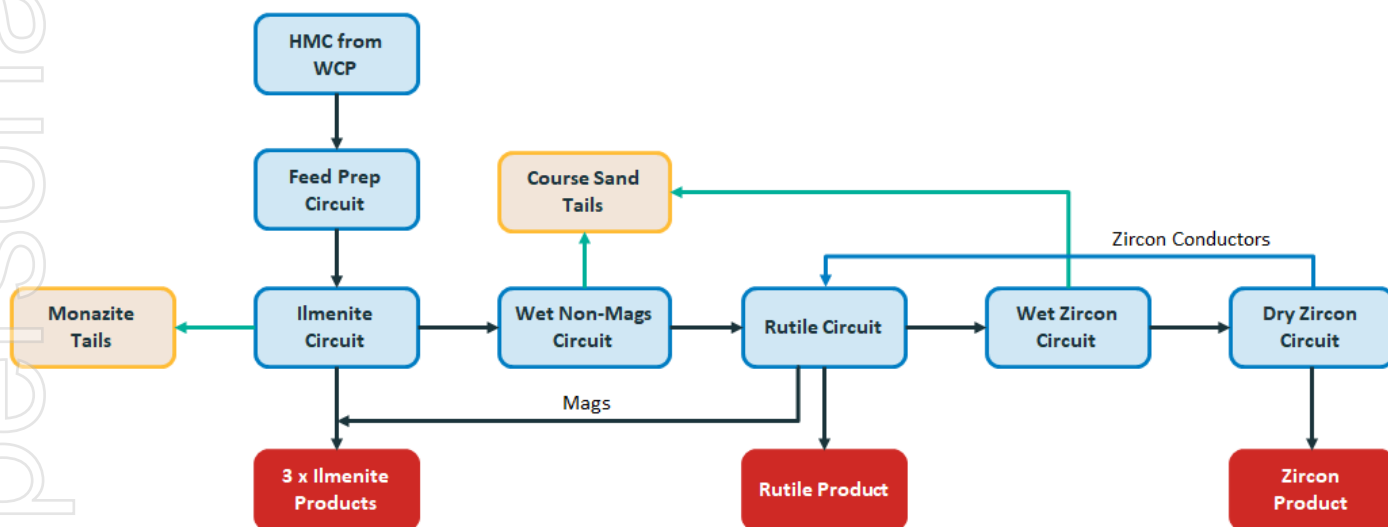 HMC from
WCP
Feed Prep
Circuit
Course Sand
Tails
Zircon Conductors
Monazite
Tails
Ilmenite
Circuit
Wet Non-Mags
Circuit
Rutile Circuit
Wet Zircon
Circuit
Dry Zircon
Circuit
Mags
3 x Ilmenite
Products
Rutile Product
Zircon
Product
persona